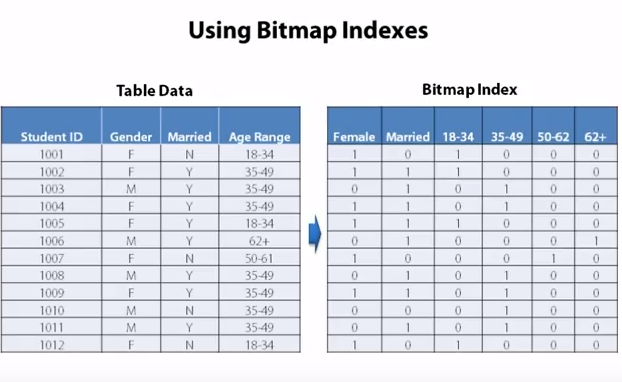 Using Bitmap Indexes
Table Data
Student ID Gender Married Age Range
1001 F N 18-34
1002 F Y 35-49
1003 M Y 35-49
1004 F Y 35-49
1005 F Y 18-34
1006 M Y 62+
1007 F N 50-61
1008 M Y 35-49
1009 F Y 35-49
1010 M N 35-49
1011 M Y 35-49
1012 F N 18-34
Bitmap Index
Female Married 18-34 35-49 50-62 62+
1 0 1 0 0 0
1 1 1 0 0 0
0 1 0 1 0 0
1 1 0 1 0 0
1 1 1 0 0 0
0 1 0 0 0 1
1 0 0 0 1 0
0 1 0 1 0 0
1 1 0 1 0 0
0 0 0 1 0 0
0 1 0 1 0 0
1 0 1 0 0 0